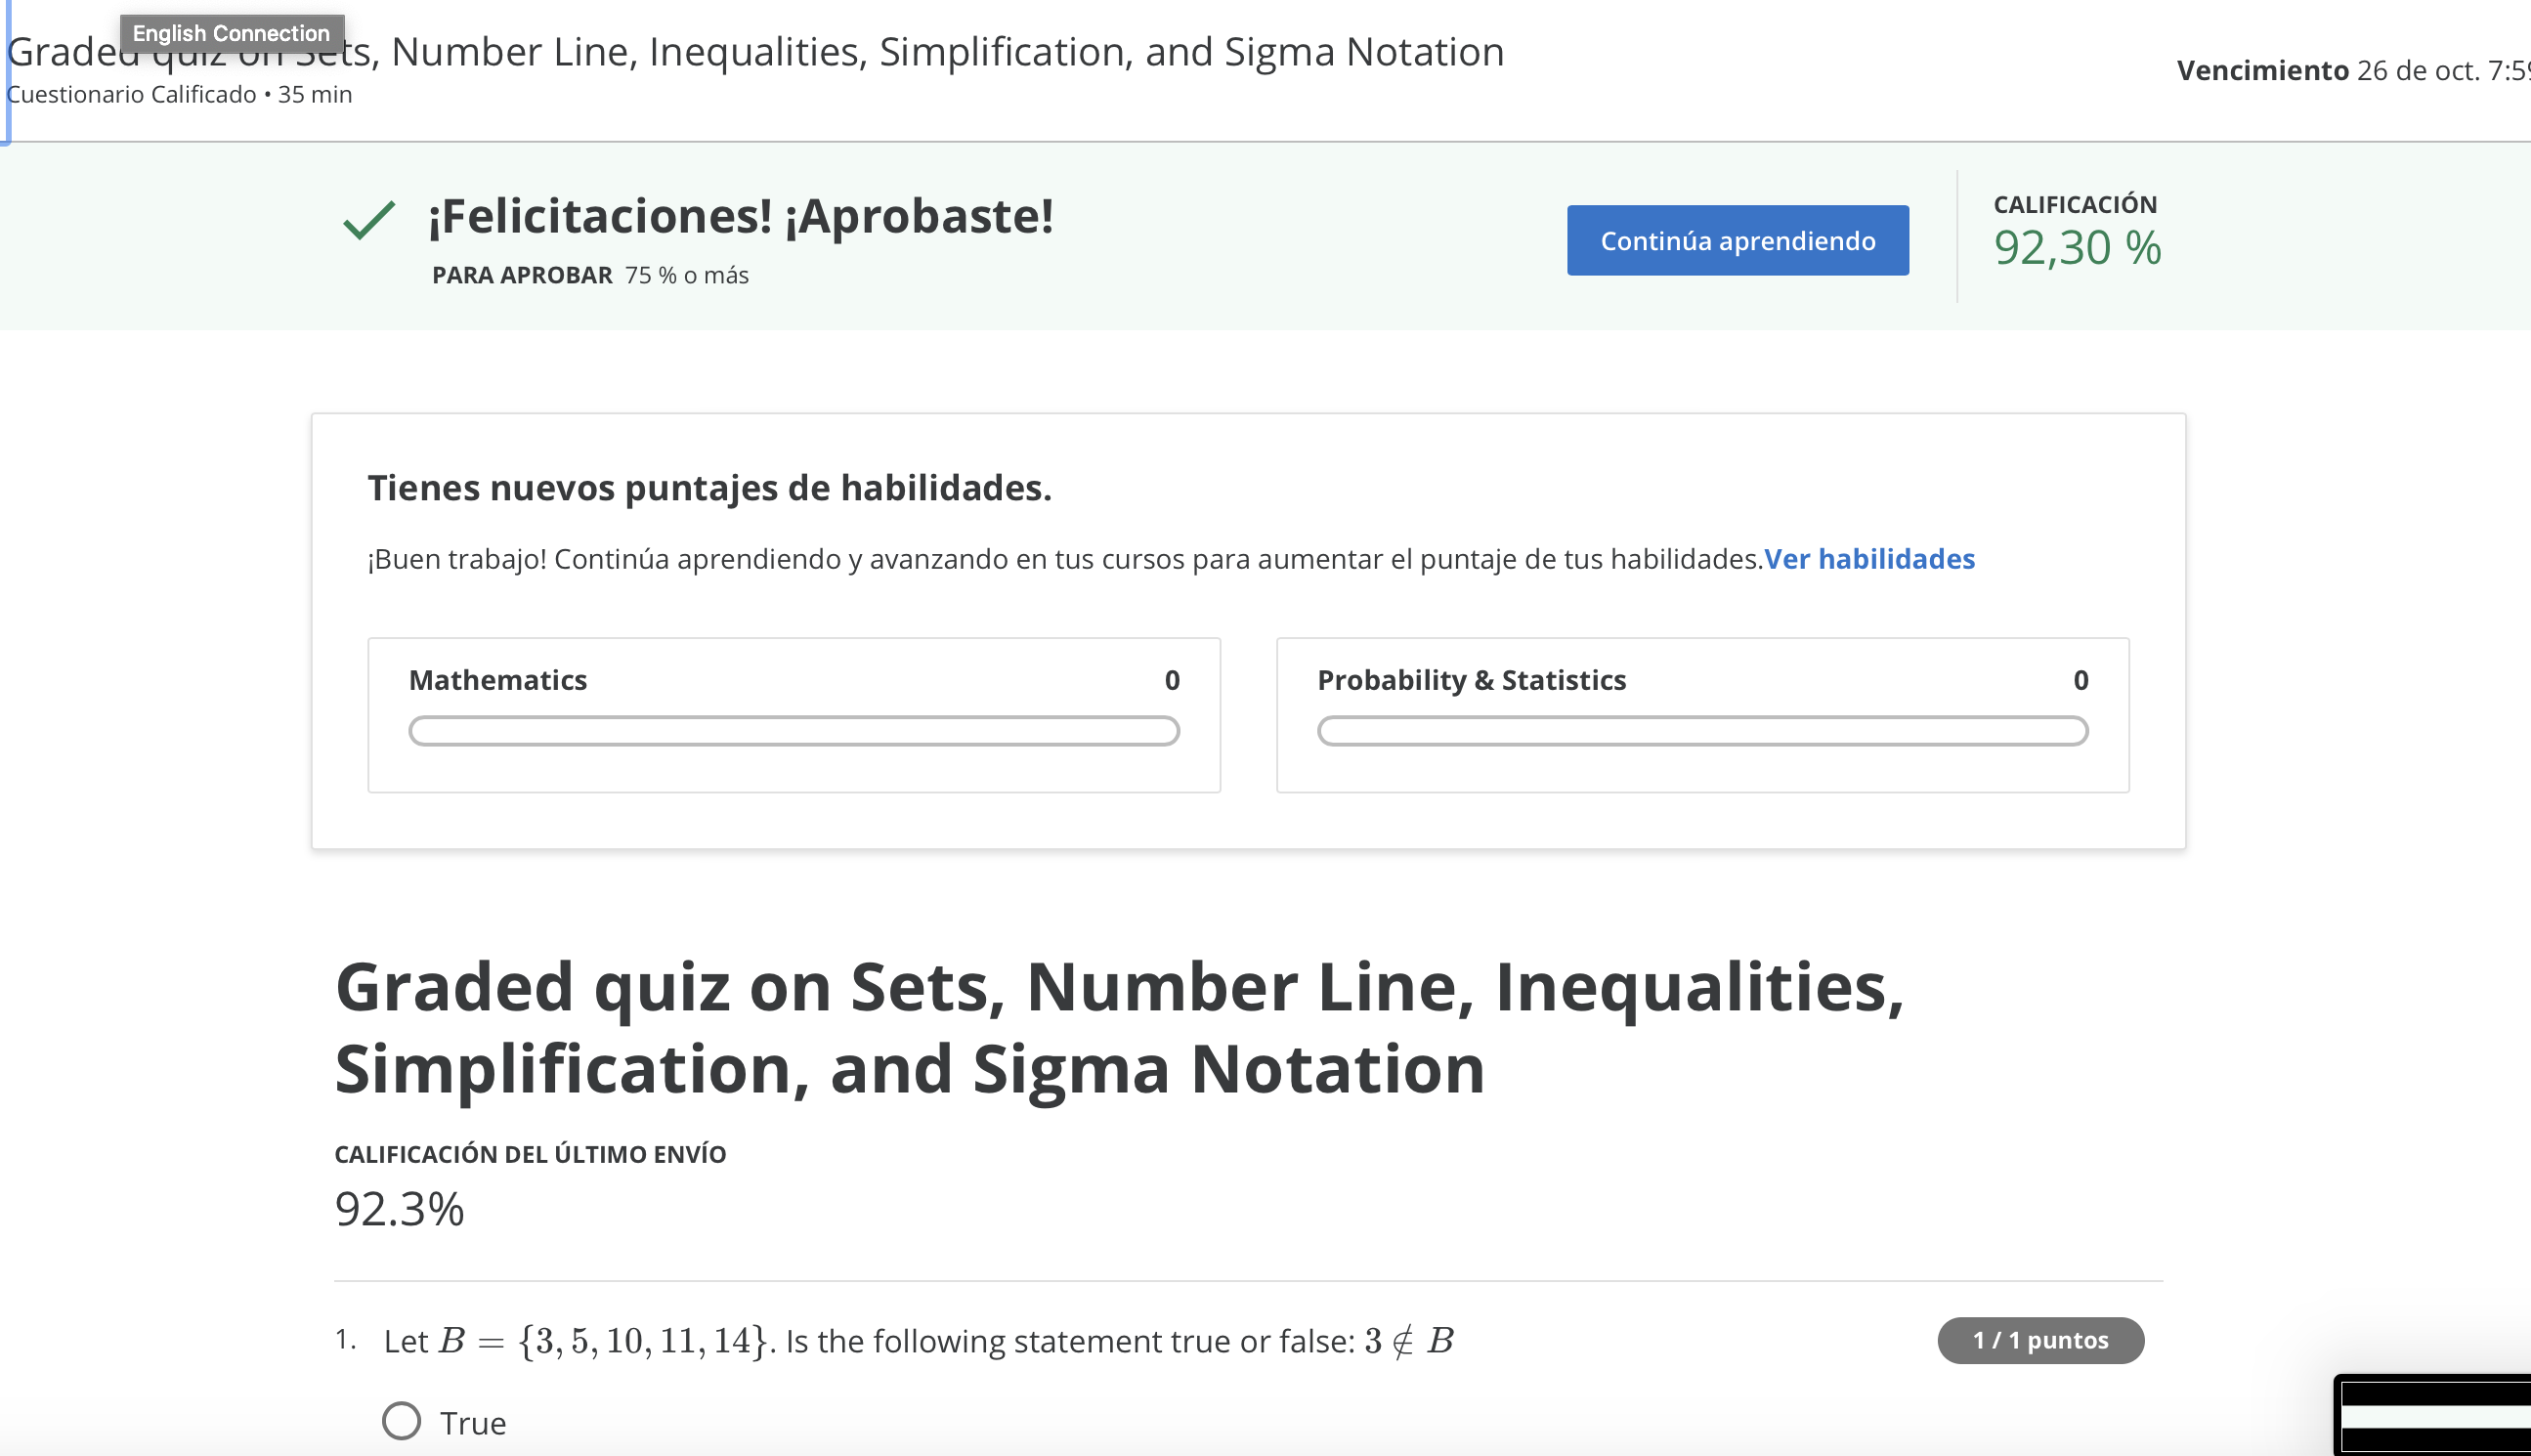 English Connection
Graded quiz on Sets, Number Line, Inequalities, Simplification, and Sigma Notation
Cuestionario Calificado • 35 min
Vencimiento 26 de oct. 7:59
¡Felicitaciones! ¡Aprobaste!
PARA APROBAR 75 % o más
Continúa aprendiendo
CALIFICACIÓN
92,30 %
Tienes nuevos puntajes de habilidades.
¡Buen trabajo! Continúa aprendiendo y avanzando en tus cursos para aumentar el puntaje de tus habilidades.Ver habilidades
Mathematics 0
Probability & Statistics 0
Graded quiz on Sets, Number Line, Inequalities,
Simplification, and Sigma Notation
CALIFICACIÓN DEL ÚLTIMO ENVÍO
92.3%
1. Let B = {3, 5, 10, 11, 14}. Is the following statement true or false: 3 ∉ B
1 / 1 puntos
True